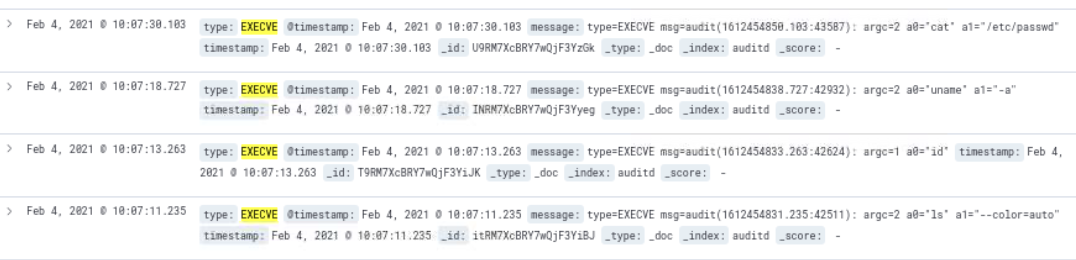 Feb 4, 2021 @ 10:07:30.103 type: EXECVE @timestamp: Feb 4, 2021 @ 10:07:30.103 message: type=EXECVE msg=audit(1612454850.103:43587): argc=2 a0="cat" a1="/etc/passwd"
timestamp: Feb 4, 2021 @ 10:07:30.103 _id: U9RM7XcBRY7wQjF3YzGk _type: _doc _index: auditd _score: -
Feb 4, 2021 @ 10:07:18.727 type: EXECVE @timestamp: Feb 4, 2021 @ 10:07:18.727 message: type=EXECVE msg=audit(1612454838.727:42932): argc=2 a0="uname" a1="-a"
timestamp: Feb 4, 2021 @ 10:07:18.727 _id: INRM7XcBRY7wQjF3Yyeg _type: _doc _index: auditd _score: -
Feb 4, 2021 @ 10:07:13.263 type: EXECVE @timestamp: Feb 4, 2021 @ 10:07:13.263 message: type=EXECVE msg=audit(1612454833.263:42624): argc=1 a0="id" timestamp: Feb 4,
2021 @ 10:07:13.263 _id: T9RM7XcBRY7wQjF3YiJK _type: _doc _index: auditd _score: -
Feb 4, 2021 @ 10:07:11.235 type: EXECVE @timestamp: Feb 4, 2021 @ 10:07:11.235 message: type=EXECVE msg=audit(1612454831.235:42511): argc=2 a0="ls" a1="--color=auto"
timestamp: Feb 4, 2021 @ 10:07:11.235 _id: itRM7XcBRY7wQjF3YiBJ _type: _doc _index: auditd _score: -